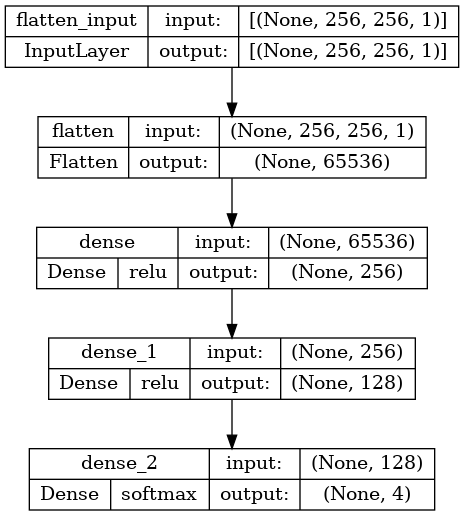 flatten_input input: [(None, 256, 256, 1)]
InputLayer output: [(None, 256, 256, 1)]
flatten input: (None, 256, 256, 1)
Flatten output: (None, 65536)
dense input: (None, 65536)
Dense relu output: (None, 256)
dense_1 input: (None, 256)
Dense relu output: (None, 128)
dense_2 input: (None, 128)
Dense softmax output: (None, 4)